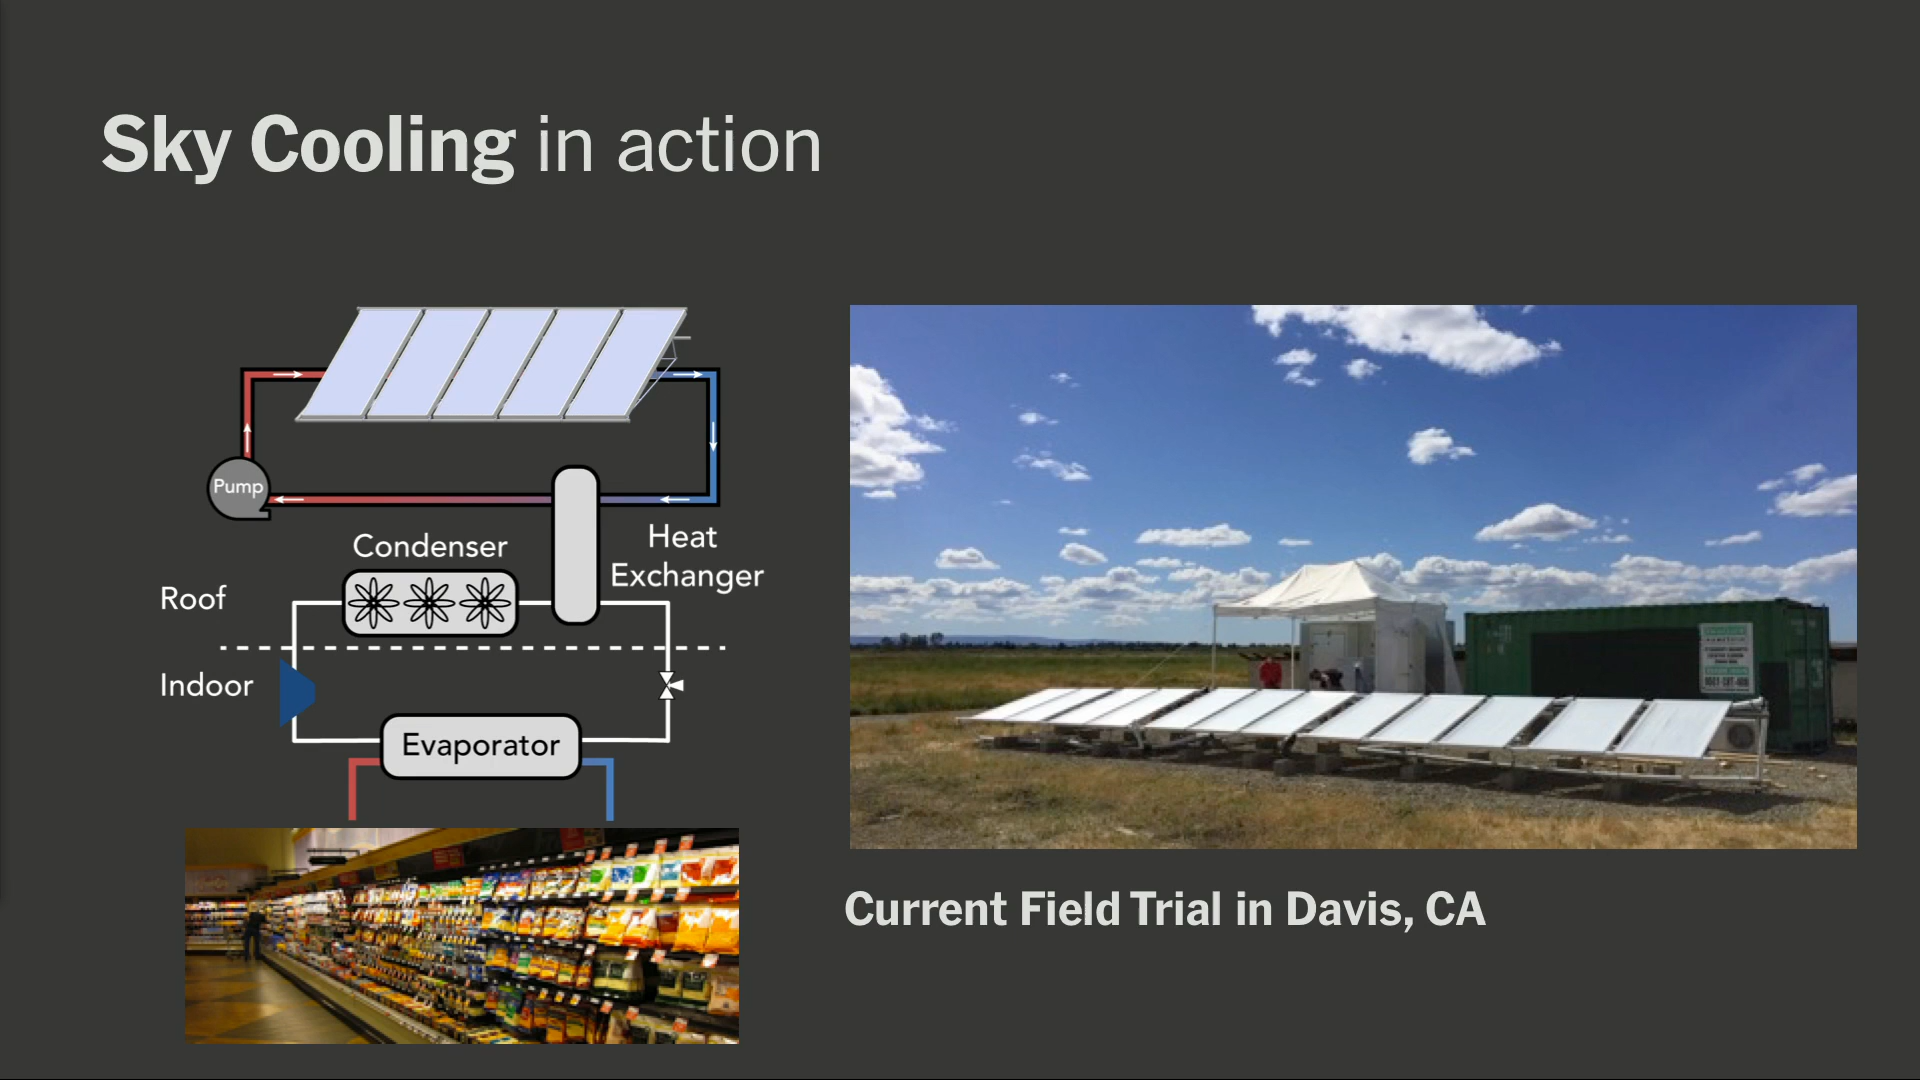 Sky Cooling in action
Pump
Condenser
Heat
Exchanger
Roof
Indoor
Evaporator
Current Field Trial in Davis, CA